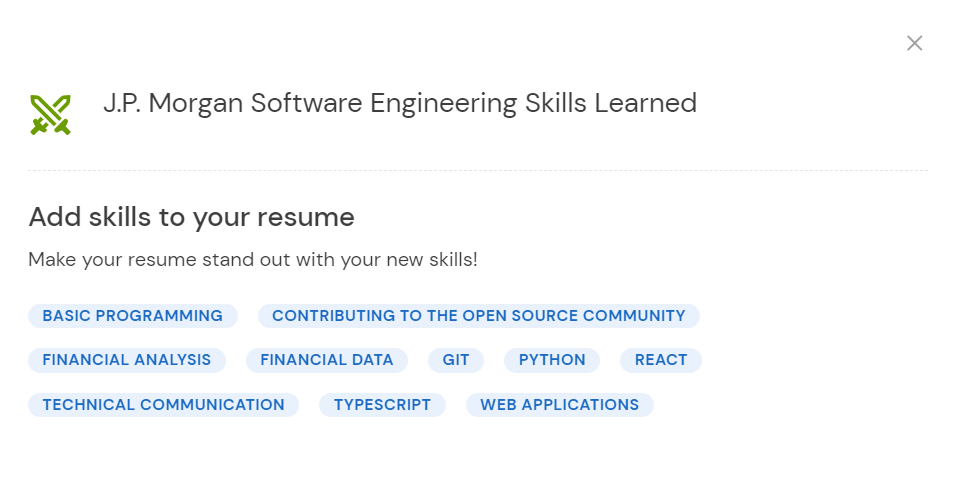 J.P. Morgan Software Engineering Skills Learned
Add skills to your resume
Make your resume stand out with your new skills!
BASIC PROGRAMMING CONTRIBUTING TO THE OPEN SOURCE COMMUNITY
FINANCIAL ANALYSIS FINANCIAL DATA GIT PYTHON REACT
TECHNICAL COMMUNICATION TYPESCRIPT WEB APPLICATIONS